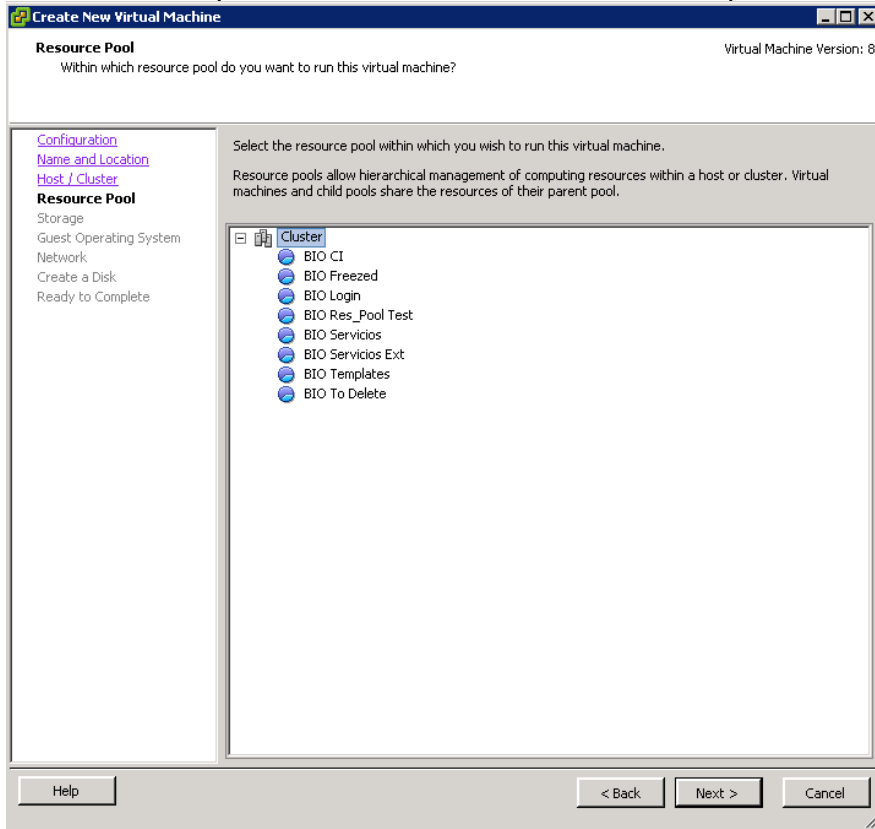 Create New Virtual Machine
Resource Pool
Virtual Machine Version: 8
Within which resource pool do you want to run this virtual machine?
Configuration
Name and Location
Host / Cluster
Resource Pool
Storage
Guest Operating System
Network
Create a Disk
Ready to Complete
Select the resource pool within which you wish to run this virtual machine.
Resource pools allow hierarchical management of computing resources within a host or cluster. Virtual
machines and child pools share the resources of their parent pool.
Cluster
BIO CI
BIO Freezed
BIO Login
BIO Res_Pool Test
BIO Servicios
BIO Servicios Ext
BIO Templates
BIO To Delete
Help
< Back
Next >
Cancel